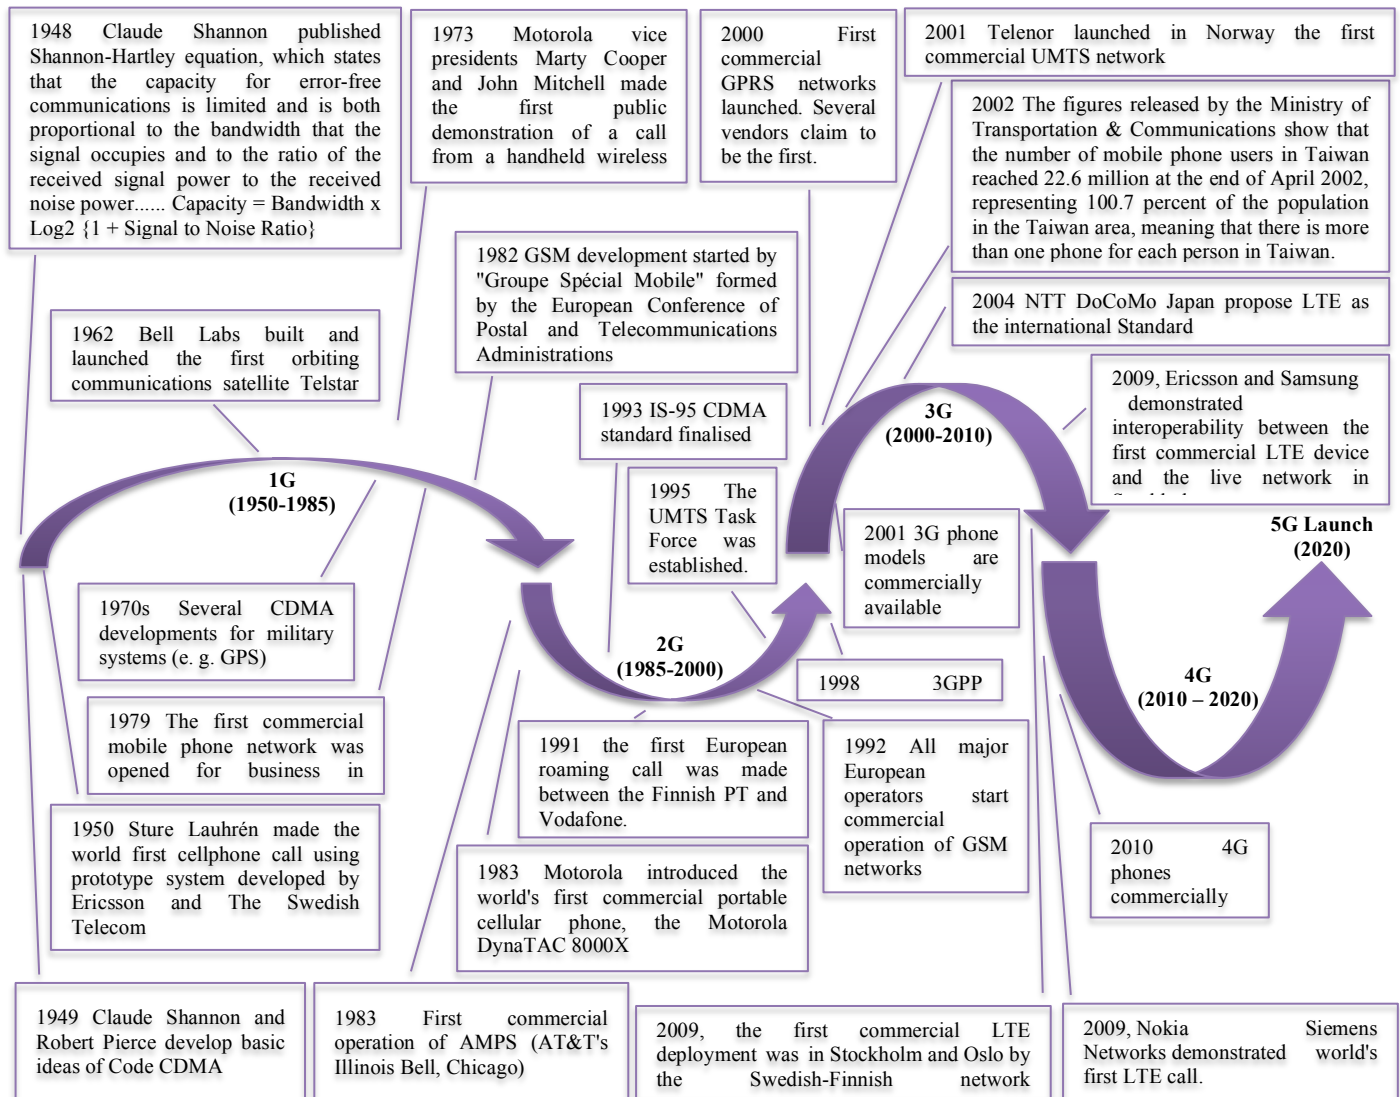 1948 Claude Shannon published
Shannon-Hartley equation, which states
that the capacity for error-free
communications is limited and is both
proportional to the bandwidth that the
signal occupies and to the ratio of the
received signal power to the received
noise power...... Capacity = Bandwidth x
Log2 {1 + Signal to Noise Ratio}
1973 Motorola vice
presidents Marty Cooper
and John Mitchell made
the first public
demonstration of a call
from a handheld wireless
2000 First
commercial
GPRS networks
launched. Several
vendors claim to
be the first.
2001 Telenor launched in Norway the first
commercial UMTS network
2002 The figures released by the Ministry of
Transportation & Communications show that
the number of mobile phone users in Taiwan
reached 22.6 million at the end of April 2002,
representing 100.7 percent of the population
in the Taiwan area, meaning that there is more
than one phone for each person in Taiwan.
1982 GSM development started by
"Groupe Spécial Mobile" formed
by the European Conference of
Postal and Telecommunications
Administrations
2004 NTT DoCoMo Japan propose LTE as
the international Standard
1962 Bell Labs built and
launched the first orbiting
communications satellite Telstar
1993 IS-95 CDMA
standard finalised
2009, Ericsson and Samsung
demonstrated
interoperability between the
first commercial LTE device
and the live network in
3G
(2000-2010)
1G
(1950-1985)
1995 The
UMTS Task
Force was
established.
2001 3G phone
models are
commercially
available
5G Launch
(2020)
1970s Several CDMA
developments for military
systems (e. g. GPS)
2G
(1985-2000)
1998 3GPP
4G
(2010 – 2020)
1979 The first commercial
mobile phone network was
opened for business in
1991 the first European
roaming call was made
between the Finnish PT and
Vodafone.
1992 All major
European
operators start
commercial
operation of GSM
networks
1950 Sture Lauhrén made the
world first cellphone call using
prototype system developed by
Ericsson and The Swedish
Telecom
1983 Motorola introduced the
world's first commercial portable
cellular phone, the Motorola
DynaTAC 8000X
2010 4G
phones
commercially
1949 Claude Shannon and
Robert Pierce develop basic
ideas of Code CDMA
1983 First commercial
operation of AMPS (AT&T's
Illinois Bell, Chicago)
2009, the first commercial LTE
deployment was in Stockholm and Oslo by
the Swedish-Finnish network
2009, Nokia Siemens
Networks demonstrated world's
first LTE call.